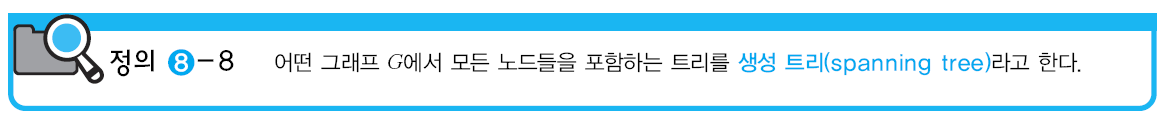 정의 8-8 어떤 그래프 G에서 모든 노드들을 포함하는 트리를 생성 트리(spanning tree)라고 한다.